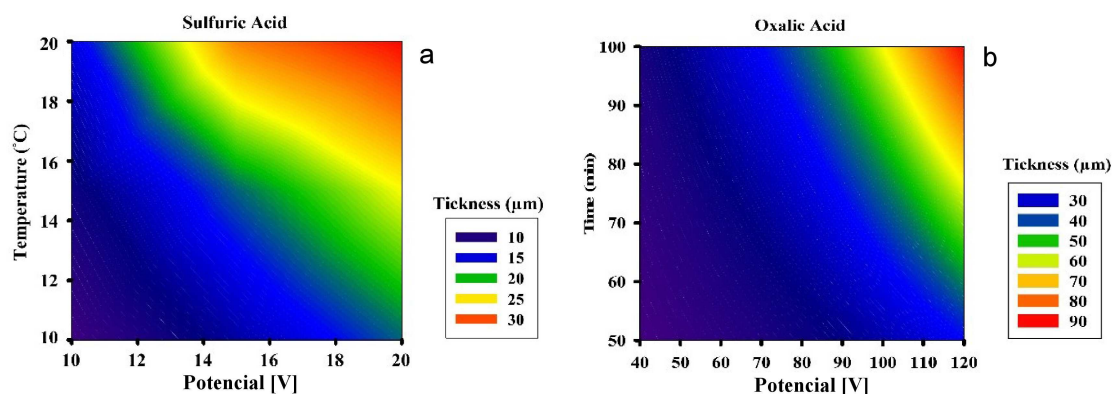 Sulfuric Acid
a
20
18
16
14
12
10
Temperature (°C)
10 12 14 16 18 20
Potencial [V]
Tickness (µm)
10
15
20
25
30
Oxalic Acid
b
100
90
80
70
60
50
Time (min)
40 50 60 70 80 90 100 110 120
Potencial [V]
Tickness (µm)
30
40
50
60
70
80
90